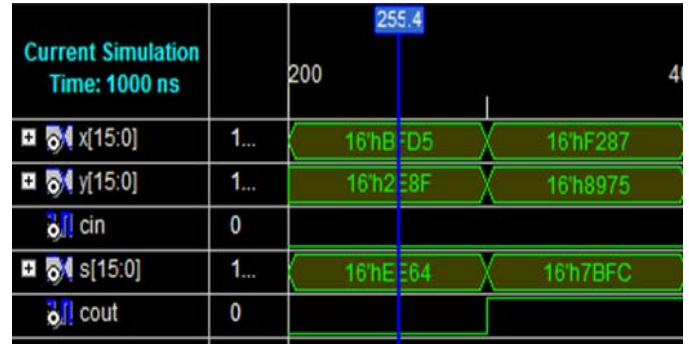 255.4
Current Simulation
Time: 1000 ns
200
40
x[15:0] 1... 16'hBFD5 16'hF287
y[15:0] 1... 16'h2E8F 16'h8975
cin 0
s[15:0] 1... 16'hEE64 16'h7BFC
cout 0